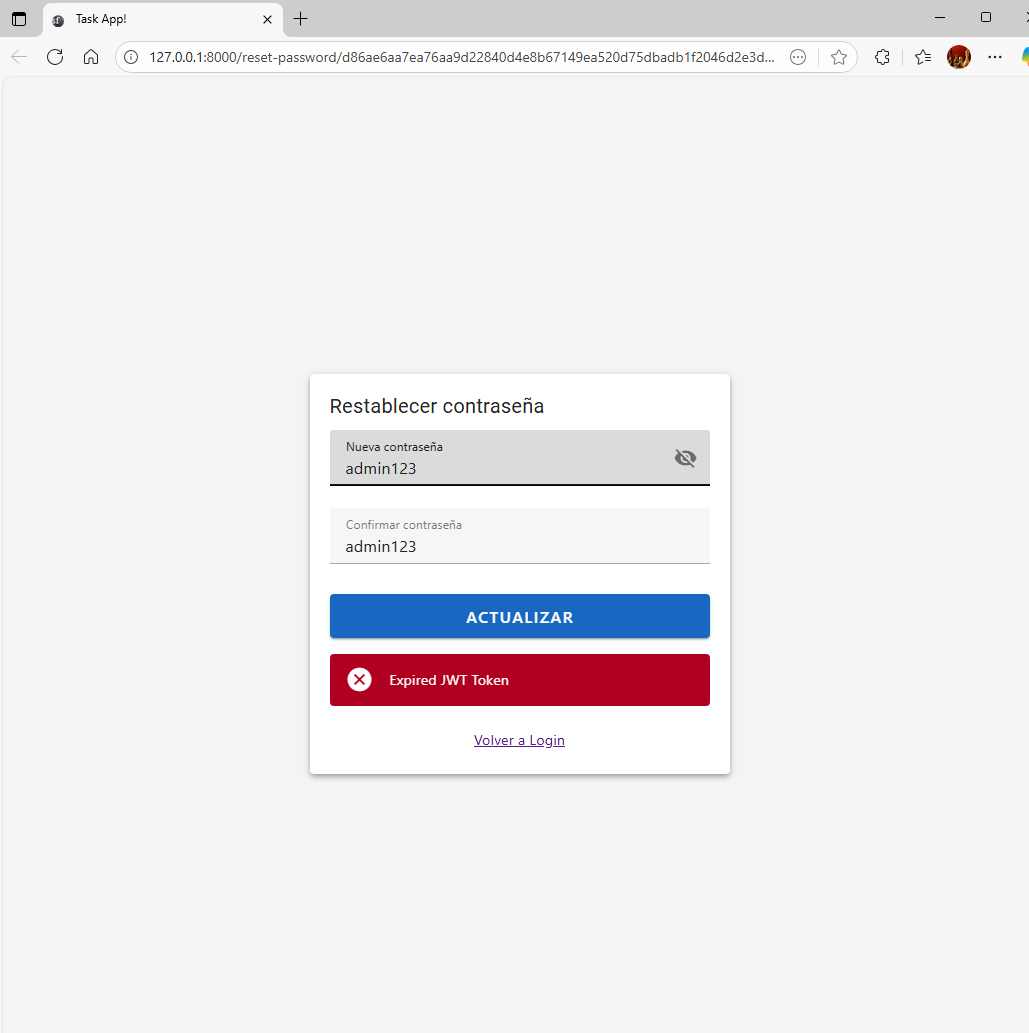 Task App!
127.0.0.1:8000/reset-password/d86ae6aa7ea76aa9d22840d4e8b67149ea520d75dbadb1f2046d2e3d...
Restablecer contraseña
Nueva contraseña
admin123
Confirmar contraseña
admin123
ACTUALIZAR
Expired JWT Token
Volver a Login